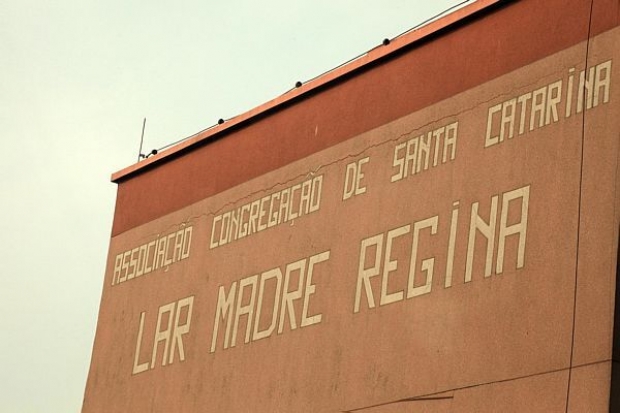 ASSOCIAÇÃO CONGREGAÇÃO DE SANTA CATARINA
LAR MADRE REGINA